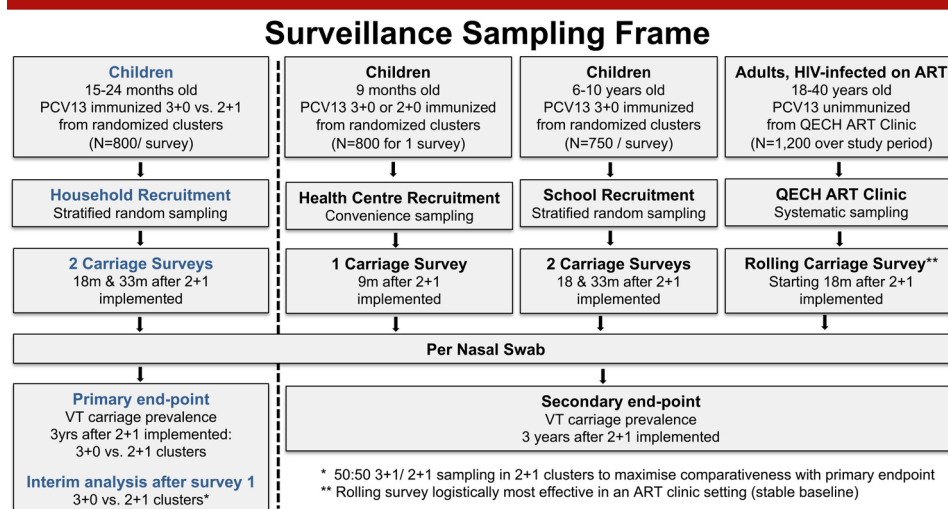 Surveillance Sampling Frame
Children
15-24 months old
PCV13 immunized 3+0 vs. 2+1
from randomized clusters
(N=800/ survey)
Children
9 months old
PCV13 3+0 or 2+0 immunized
from randomized clusters
(N=800 for 1 survey)
Children
6-10 years old
PCV13 3+0 immunized
from randomized clusters
(N=750 / survey)
Adults, HIV-infected on ART
18-40 years old
PCV13 unimmunized
from QECH ART Clinic
(N=1,200 over study period)
Household Recruitment
Stratified random sampling
Health Centre Recruitment
Convenience sampling
School Recruitment
Stratified random sampling
QECH ART Clinic
Systematic sampling
2 Carriage Surveys
18m & 33m after 2+1
implemented
1 Carriage Survey
9m after 2+1
implemented
2 Carriage Surveys
18 & 33m after 2+1
implemented
Rolling Carriage Survey**
Starting 18m after 2+1
implemented
Per Nasal Swab
Primary end-point
VT carriage prevalence
3yrs after 2+1 implemented:
3+0 vs. 2+1 clusters
Interim analysis after survey 1
3+0 vs. 2+1 clusters*
Secondary end-point
VT carriage prevalence
3 years after 2+1 implemented
* 50:50 3+1/ 2+1 sampling in 2+1 clusters to maximise comparativeness with primary endpoint
** Rolling survey logistically most effective in an ART clinic setting (stable baseline)